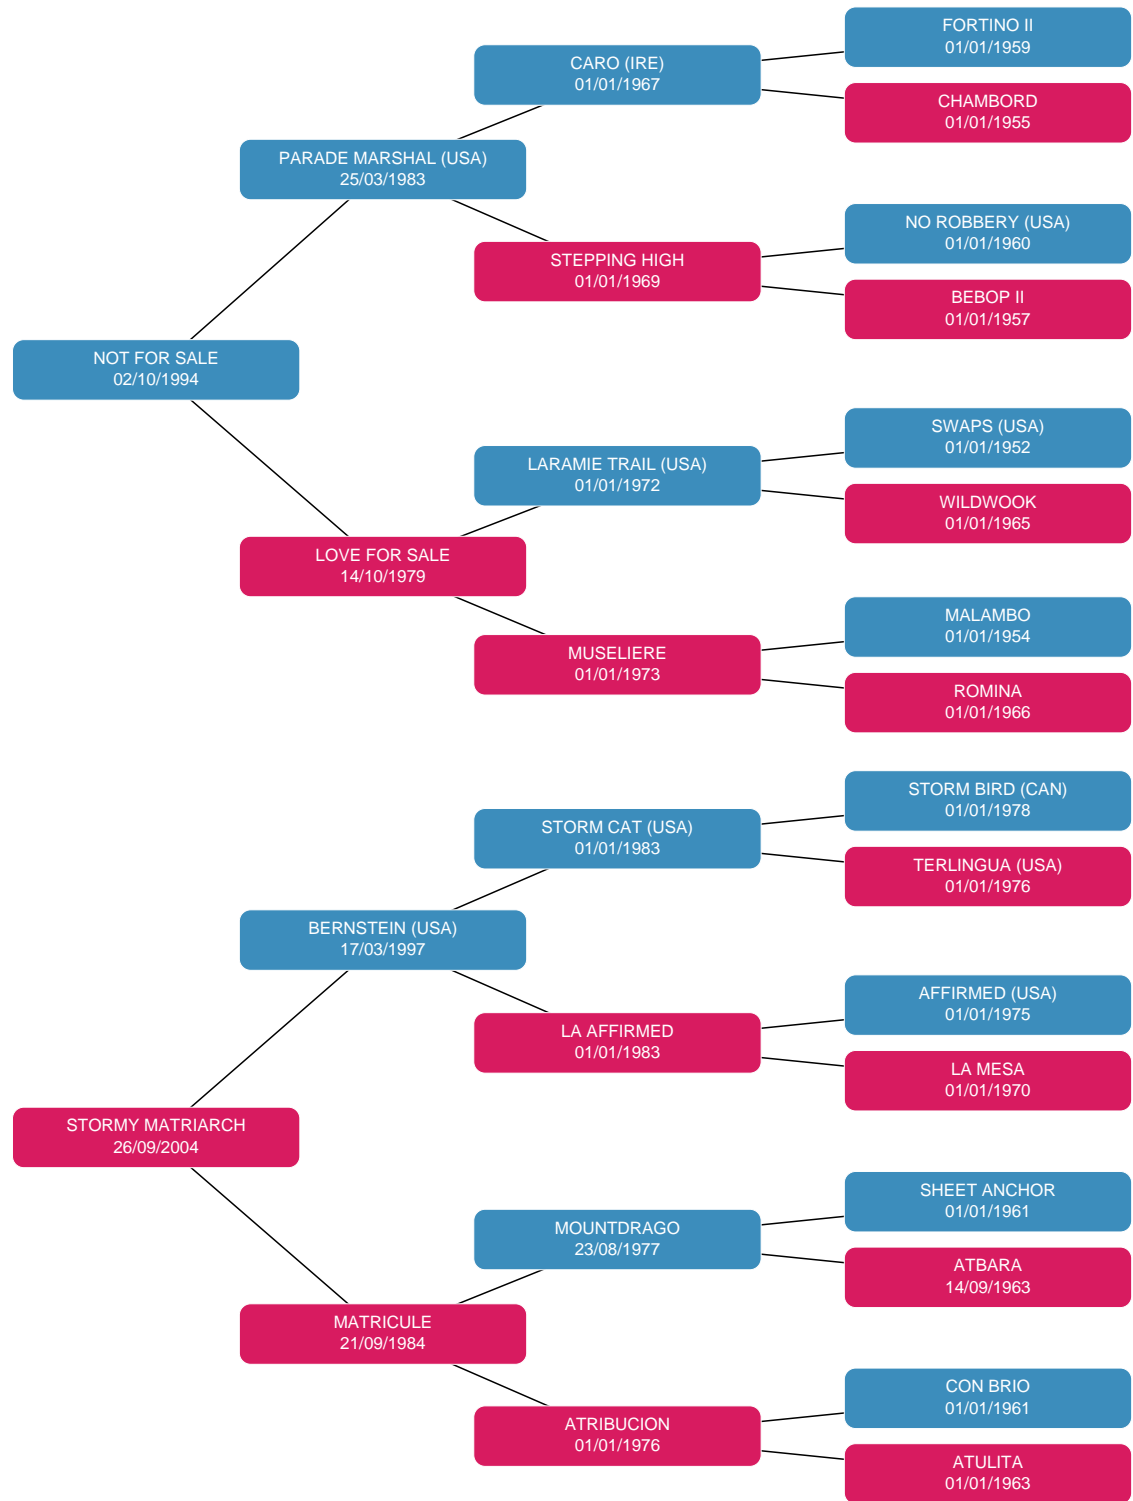 FORTINO II
01/01/1959
CARO (IRE)
01/01/1967
CHAMBORD
01/01/1955
PARADE MARSHAL (USA)
25/03/1983
NO ROBBERY (USA)
01/01/1960
STEPPING HIGH
01/01/1969
BEBOP II
01/01/1957
NOT FOR SALE
02/10/1994
SWAPS (USA)
01/01/1952
LARAMIE TRAIL (USA)
01/01/1972
WILDWOOK
01/01/1965
LOVE FOR SALE
14/10/1979
MALAMBO
01/01/1954
MUSELIERE
01/01/1973
ROMINA
01/01/1966
STORM BIRD (CAN)
01/01/1978
STORM CAT (USA)
01/01/1983
TERLINGUA (USA)
01/01/1976
BERNSTEIN (USA)
17/03/1997
AFFIRMED (USA)
01/01/1975
LA AFFIRMED
01/01/1983
LA MESA
01/01/1970
STORMY MATRIARCH
26/09/2004
SHEET ANCHOR
01/01/1961
MOUNTDRAGO
23/08/1977
ATBARA
14/09/1963
MATRICULE
21/09/1984
CON BRIO
01/01/1961
ATRIBUCION
01/01/1976
ATULITA
01/01/1963